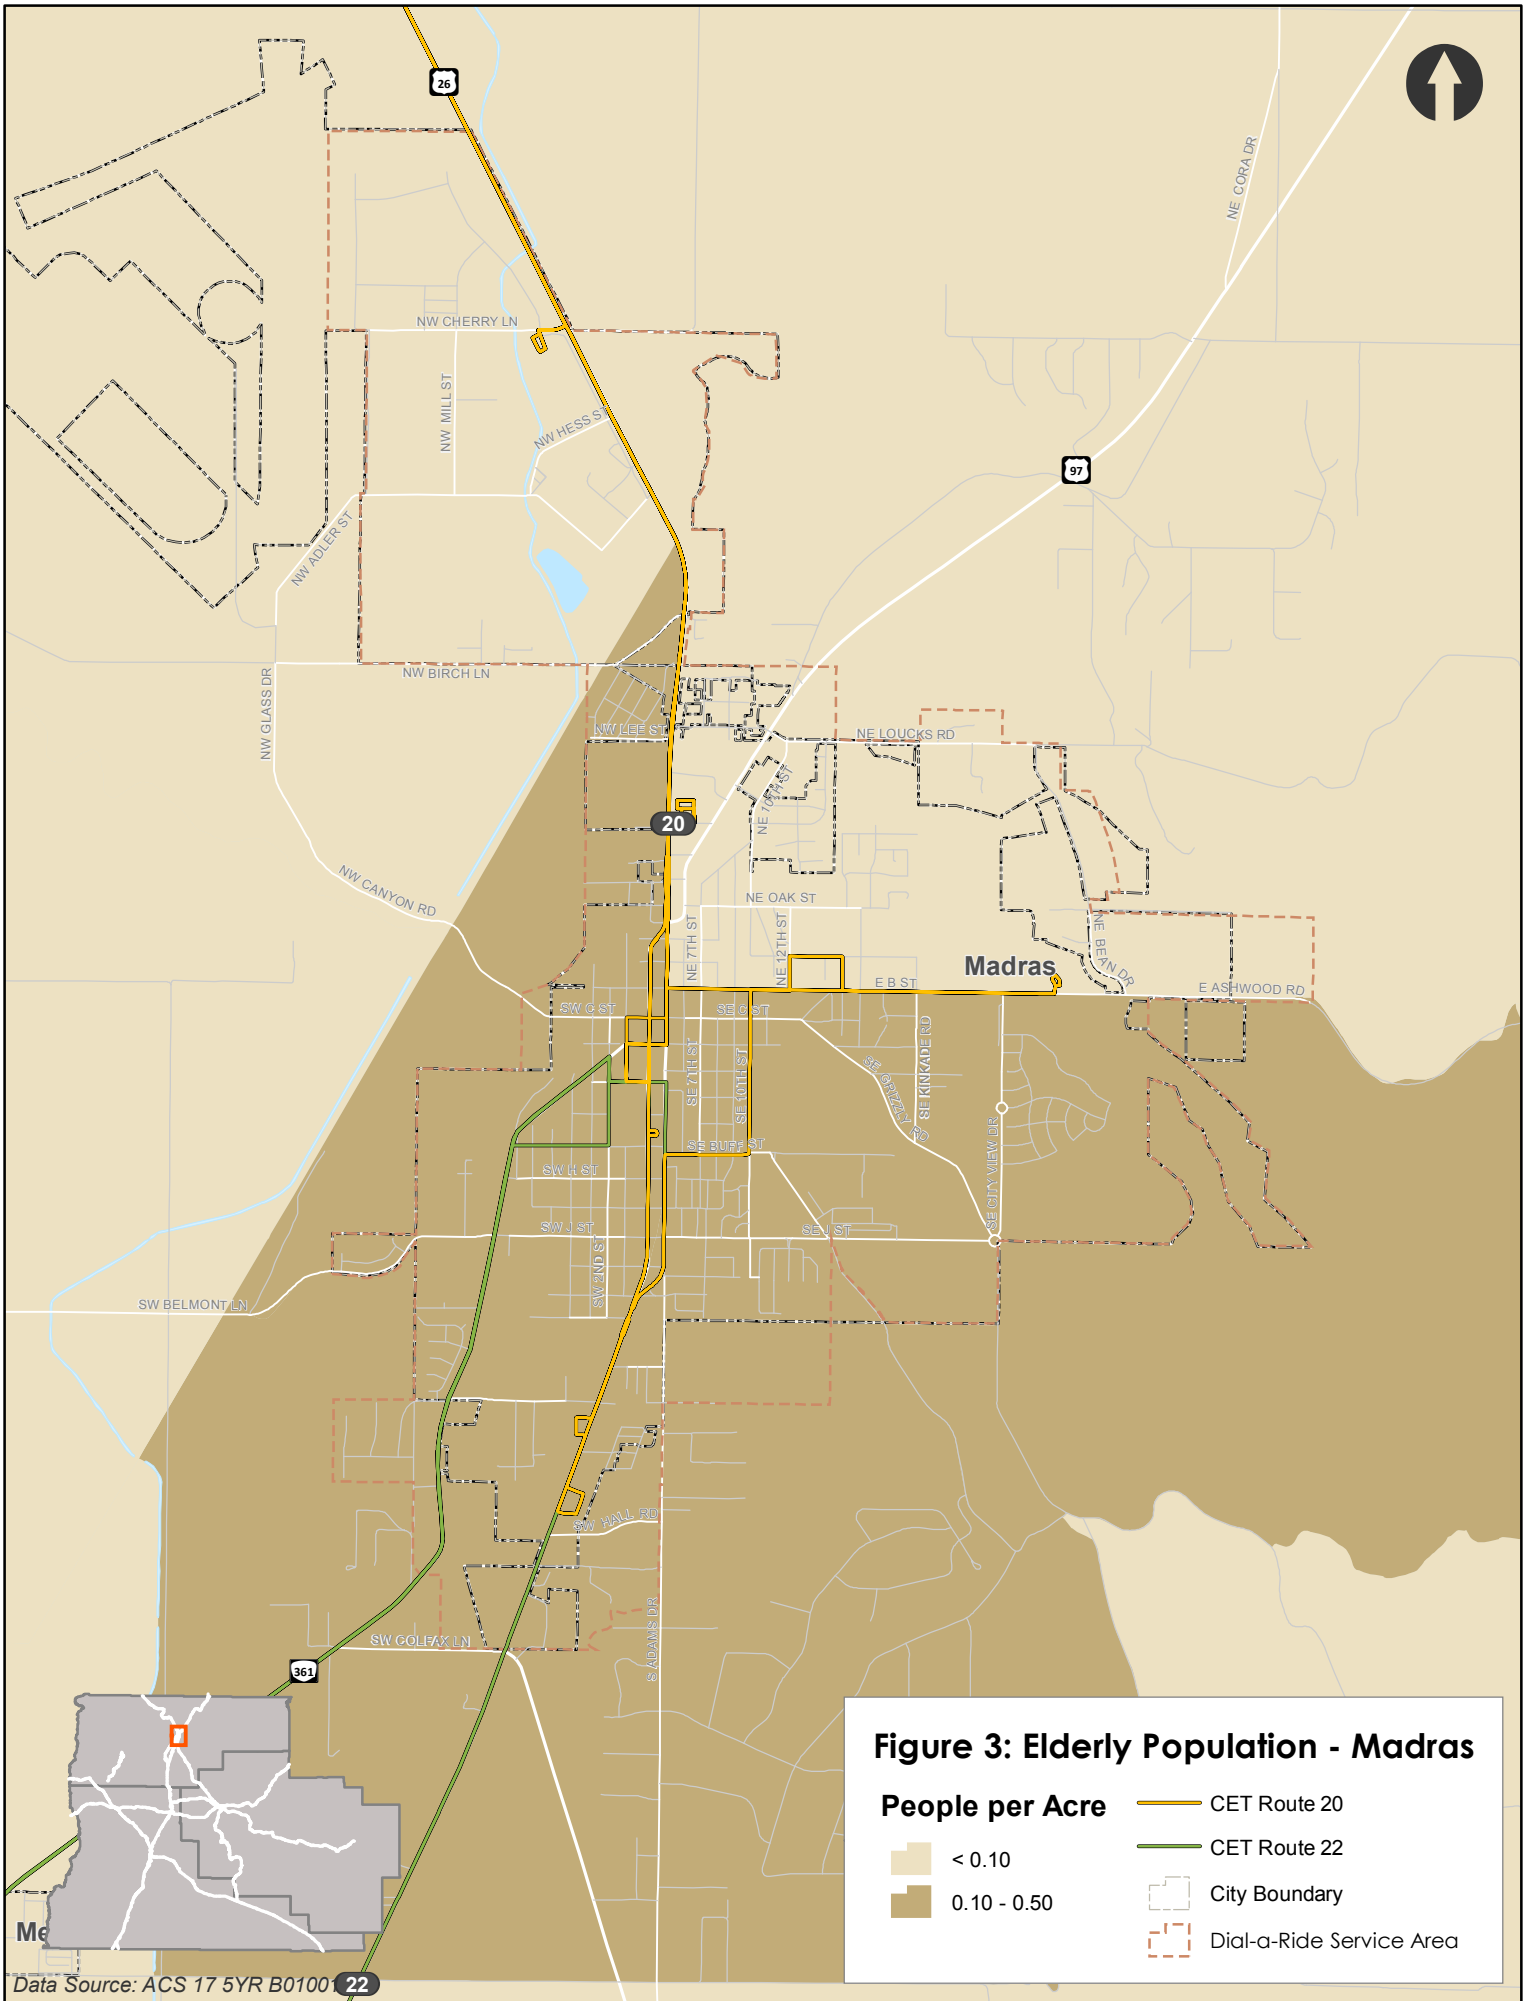 26
NE CORA DR
NW CHERRY LN
NW MILL ST
NW HESS ST
97
NW ADLER ST
NW BIRCH LN
NW GLASS DR
NW LEE ST
NE LOUCKS RD
NE 10TH ST
20
NW CANYON RD
NE OAK ST
NE 7TH ST
NE 12TH ST
NE BEAN DR
Madras
E B ST
E ASHWOOD RD
SW C ST
SE C ST
SE 7TH ST
SE 10TH ST
SE GRIZZLY RD
SE KINKADE RD
SE CITY VIEW DR
SE BUFF ST
SW H ST
SW J ST
SE J ST
SW 2ND ST
SW BELMONT LN
SW HALL RD
S ADAMS DR
SW COLFAX LN
361
Figure 3: Elderly Population - Madras
People per Acre
< 0.10
0.10 - 0.50
CET Route 20
CET Route 22
City Boundary
Dial-a-Ride Service Area
Me
Data Source: ACS 17 5YR B01001
22